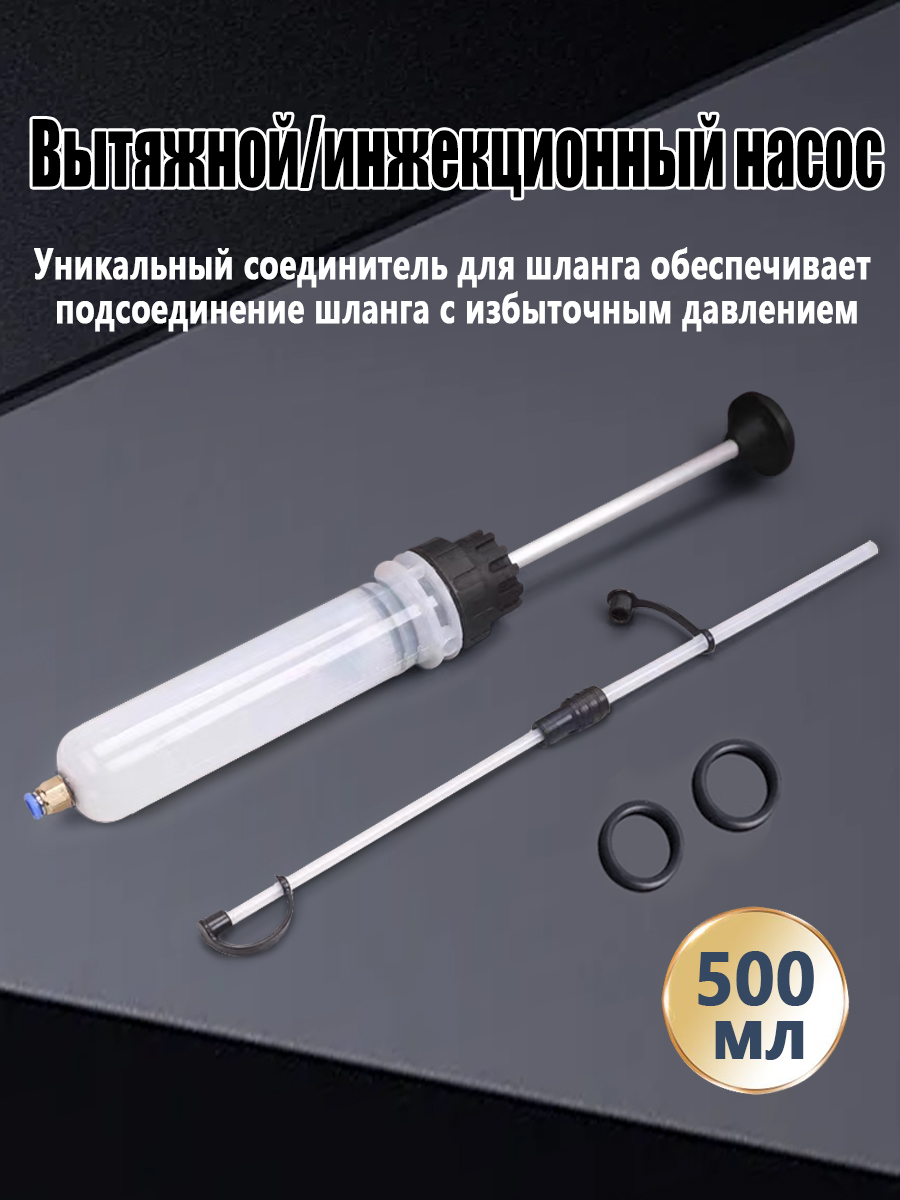 Вытяжной/инжекционный насос
Уникальный соединитель для шланга обеспечивает
подсоединение шланга с избыточным давлением
500
мл